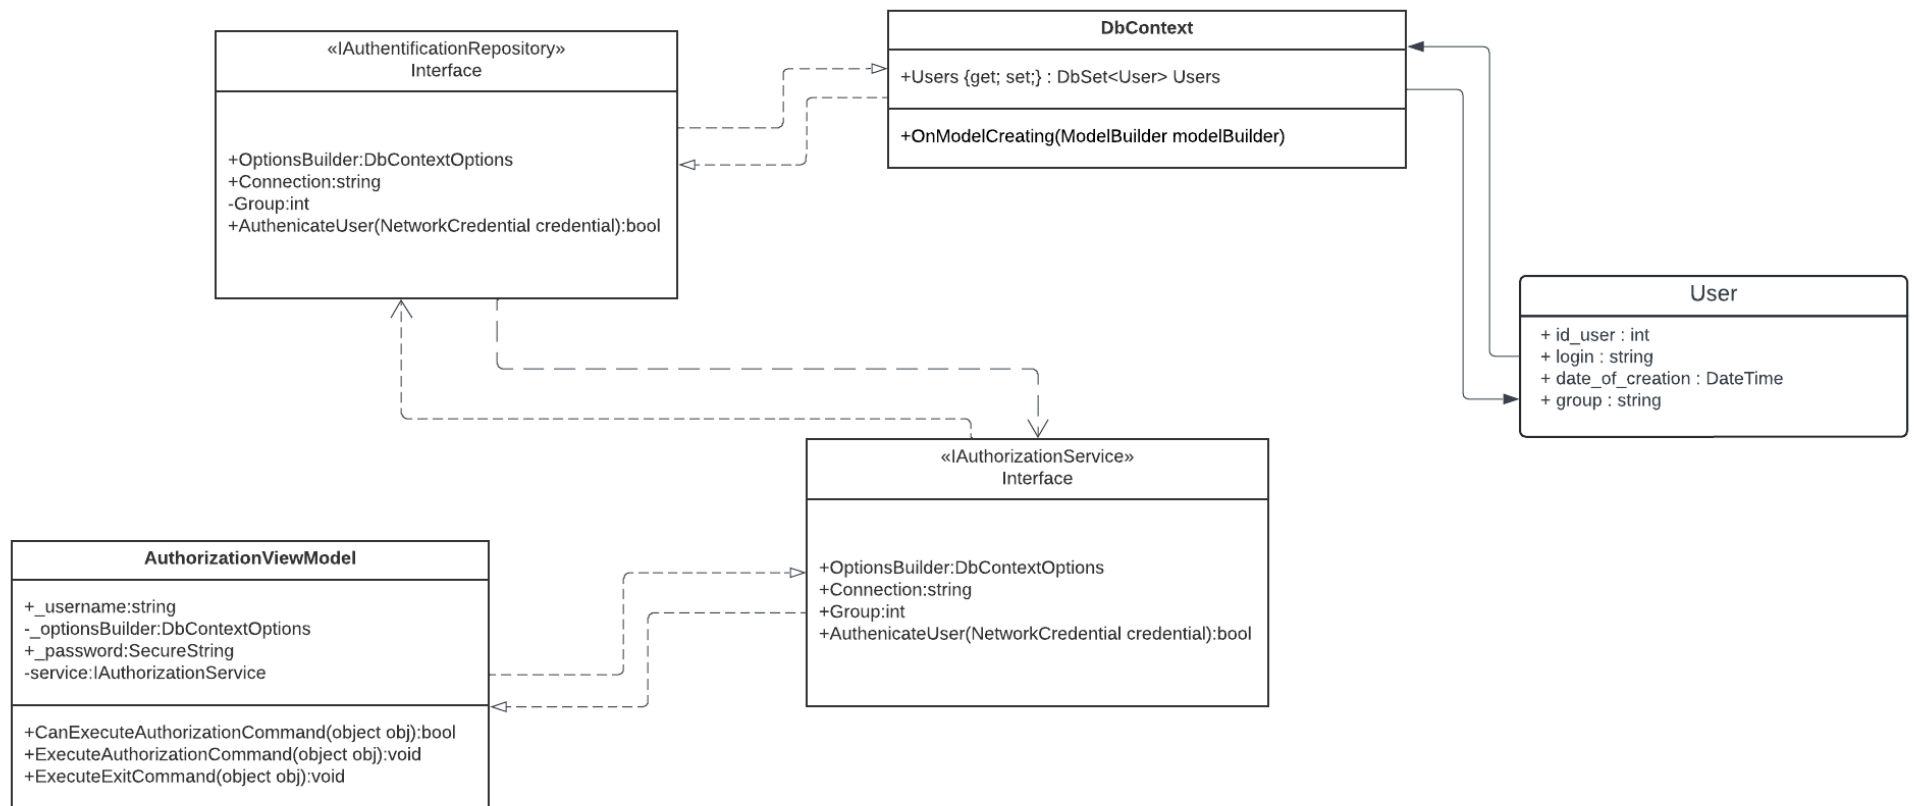 «IAuthentificationRepository»
Interface
+OptionsBuilder:DbContextOptions
+Connection:string
-Group:int
+AuthenicateUser(NetworkCredential credential):bool
DbContext
+Users {get; set;} : DbSet<User> Users
+OnModelCreating(ModelBuilder modelBuilder)
User
+ id_user : int
+ login : string
+ date_of_creation : DateTime
+ group : string
«IAuthorizationService»
Interface
+OptionsBuilder:DbContextOptions
+Connection:string
+Group:int
+AuthenicateUser(NetworkCredential credential):bool
AuthorizationViewModel
+_username:string
-_optionsBuilder:DbContextOptions
+_password:SecureString
-service:IAuthorizationService
+CanExecuteAuthorizationCommand(object obj):bool
+ExecuteAuthorizationCommand(object obj):void
+ExecuteExitCommand(object obj):void